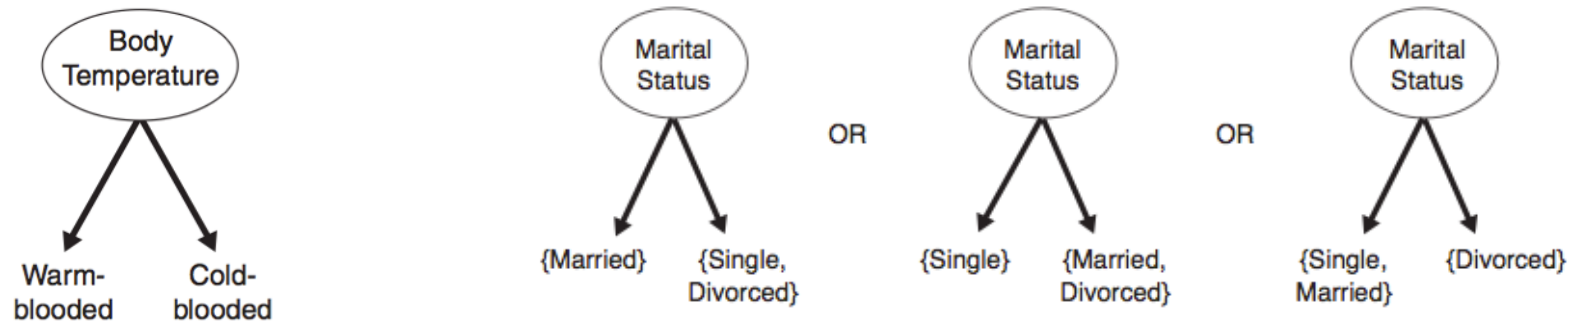 Body
Temperature
Warm-
blooded
Cold-
blooded
Marital
Status
{Married}
{Single,
Divorced}
OR
Marital
Status
{Single}
{Married,
Divorced}
OR
Marital
Status
{Single,
Married}
{Divorced}